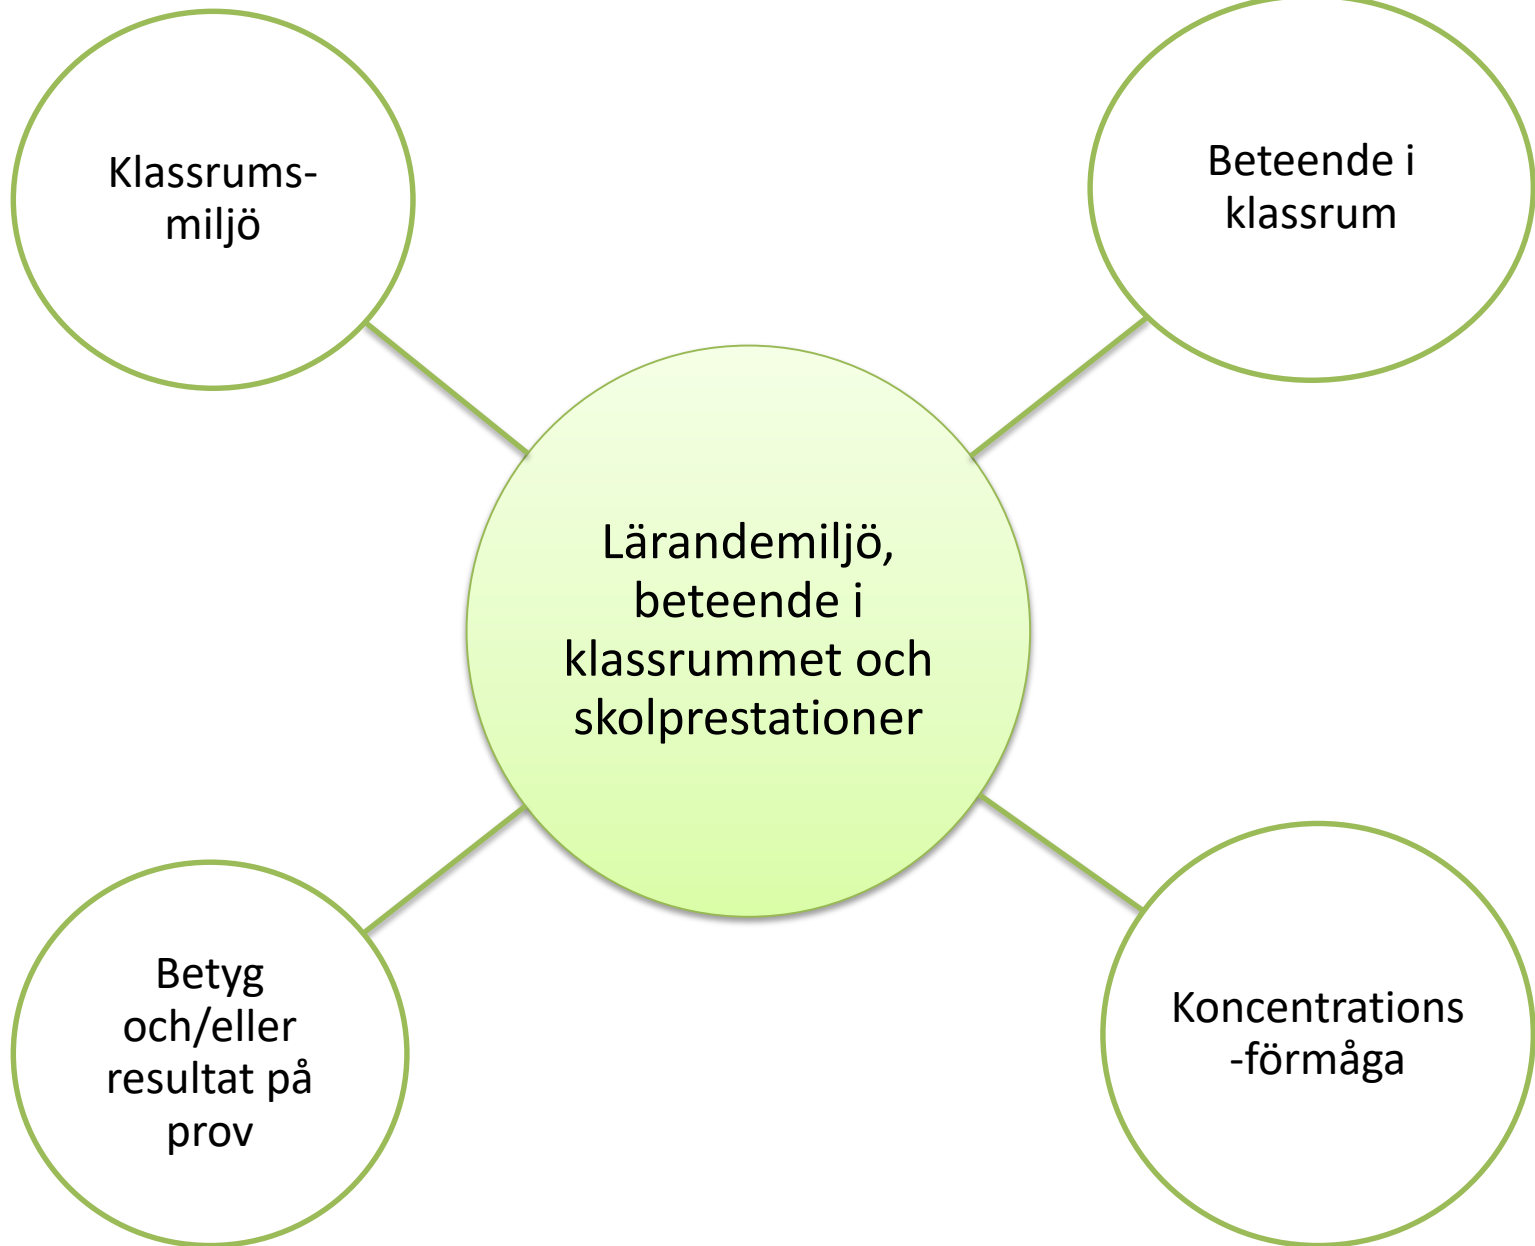 Klassrums-
miljö
Beteende i
klassrum
Lärandemiljö,
beteende i
klassrummet och
skolprestationer
Betyg
och/eller
resultat på
prov
Koncentrations
-förmåga